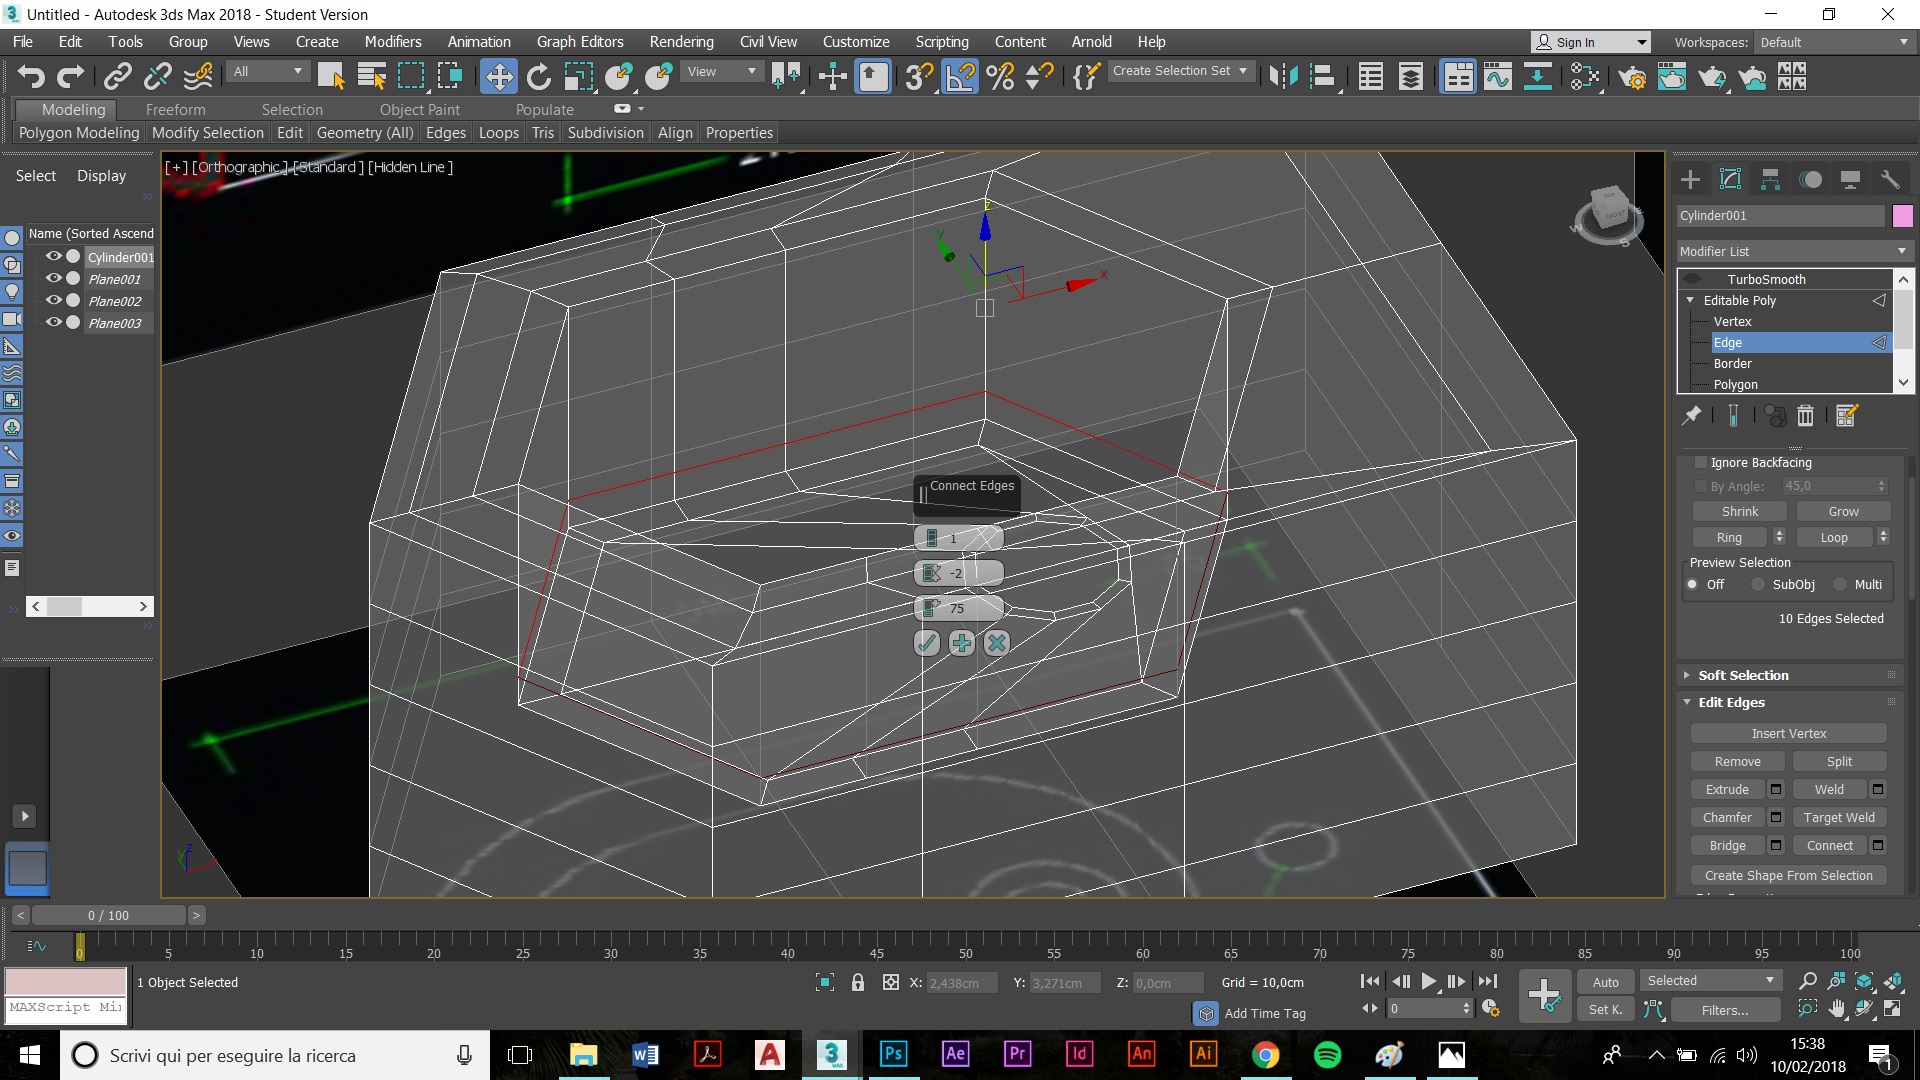 Untitled - Autodesk 3ds Max 2018 - Student Version
File Edit Tools Group Views Create Modifiers Animation Graph Editors Rendering Civil View Customize Scripting Content Arnold Help Sign In Workspaces: Default
All View Create Selection Set
Modeling Freeform Selection Object Paint Populate
Polygon Modeling Modify Selection Edit Geometry (All) Edges Loops Tris Subdivision Align Properties
[+] [Orthographic ] [Standard ] [Hidden Line ]
Select Display
Name (Sorted Ascend
Cylinder001
Plane001
Plane002
Plane003
z
y
x
Connect Edges
1
-2
75
Cylinder001
Modifier List
TurboSmooth
Editable Poly
Vertex
Edge
Border
Polygon
Ignore Backfacing
By Angle: 45,0
Shrink Grow
Ring Loop
Preview Selection
Off SubObj Multi
10 Edges Selected
Soft Selection
Edit Edges
Insert Vertex
Remove Split
Extrude Weld
Chamfer Target Weld
Bridge Connect
Create Shape From Selection
< 0 / 100 >
0 5 10 15 20 25 30 35 40 45 50 55 60 65 70 75 80 85 90 95 100
1 Object Selected X: 2,438cm Y: 3,271cm Z: 0,0cm Grid = 10,0cm Auto Selected
MAXScript Mi Add Time Tag 0 Set K. Filters...
Scrivi qui per eseguire la ricerca
Ps Ae Pr Id An Ai
15:38
10/02/2018
1